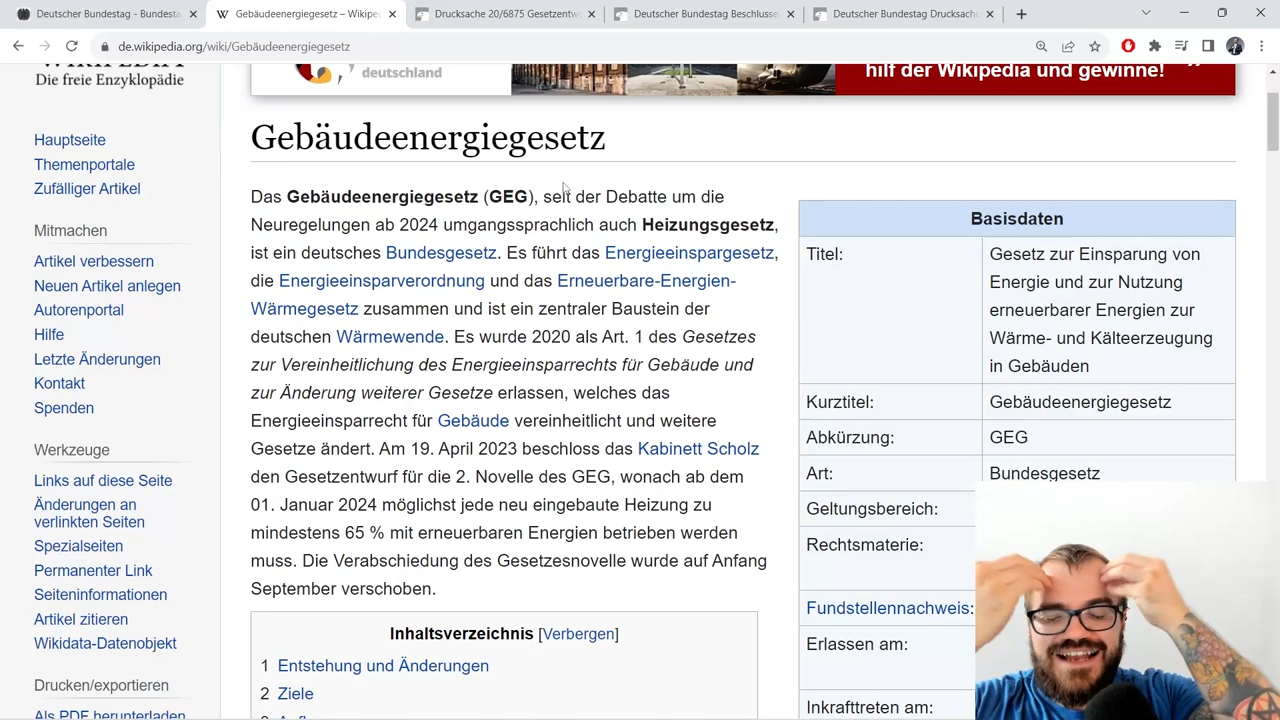 Deutscher Bundestag - Bundesta
Gebäudeenergiegesetz – Wikipe
Drucksache 20/6875 Gesetzentw
Deutscher Bundestag Beschlusse
Deutscher Bundestag Drucksache
de.wikipedia.org/wiki/Gebäudeenergiegesetz
WIKIPEDIA
Die freie Enzyklopädie
Hauptseite
Themenportale
Zufälliger Artikel
Mitmachen
Artikel verbessern
Neuen Artikel anlegen
Autorenportal
Hilfe
Letzte Änderungen
Kontakt
Spenden
Werkzeuge
Links auf diese Seite
Änderungen an
verlinkten Seiten
Spezialseiten
Permanenter Link
Seiteninformationen
Artikel zitieren
Wikidata-Datenobjekt
Drucken/exportieren
Als PDF herunterladen
deutschland
hilf der Wikipedia und gewinne!
Gebäudeenergiegesetz
Das Gebäudeenergiegesetz (GEG), seit der Debatte um die
Neuregelungen ab 2024 umgangssprachlich auch Heizungsgesetz,
ist ein deutsches Bundesgesetz. Es führt das Energieeinspargesetz,
die Energieeinsparverordnung und das Erneuerbare-Energien-
Wärmegesetz zusammen und ist ein zentraler Baustein der
deutschen Wärmewende. Es wurde 2020 als Art. 1 des Gesetzes
zur Vereinheitlichung des Energieeinsparrechts für Gebäude und
zur Änderung weiterer Gesetze erlassen, welches das
Energieeinsparrecht für Gebäude vereinheitlicht und weitere
Gesetze ändert. Am 19. April 2023 beschloss das Kabinett Scholz
den Gesetzentwurf für die 2. Novelle des GEG, wonach ab dem
01. Januar 2024 möglichst jede neu eingebaute Heizung zu
mindestens 65 % mit erneuerbaren Energien betrieben werden
muss. Die Verabschiedung des Gesetzesnovelle wurde auf Anfang
September verschoben.
Inhaltsverzeichnis [Verbergen]
1 Entstehung und Änderungen
2 Ziele
Basisdaten
Titel: Gesetz zur Einsparung von
Energie und zur Nutzung
erneuerbarer Energien zur
Wärme- und Kälteerzeugung
in Gebäuden
Kurztitel: Gebäudeenergiegesetz
Abkürzung: GEG
Art: Bundesgesetz
Geltungsbereich:
Rechtsmaterie:
Fundstellennachweis:
Erlassen am:
Inkrafttreten am: